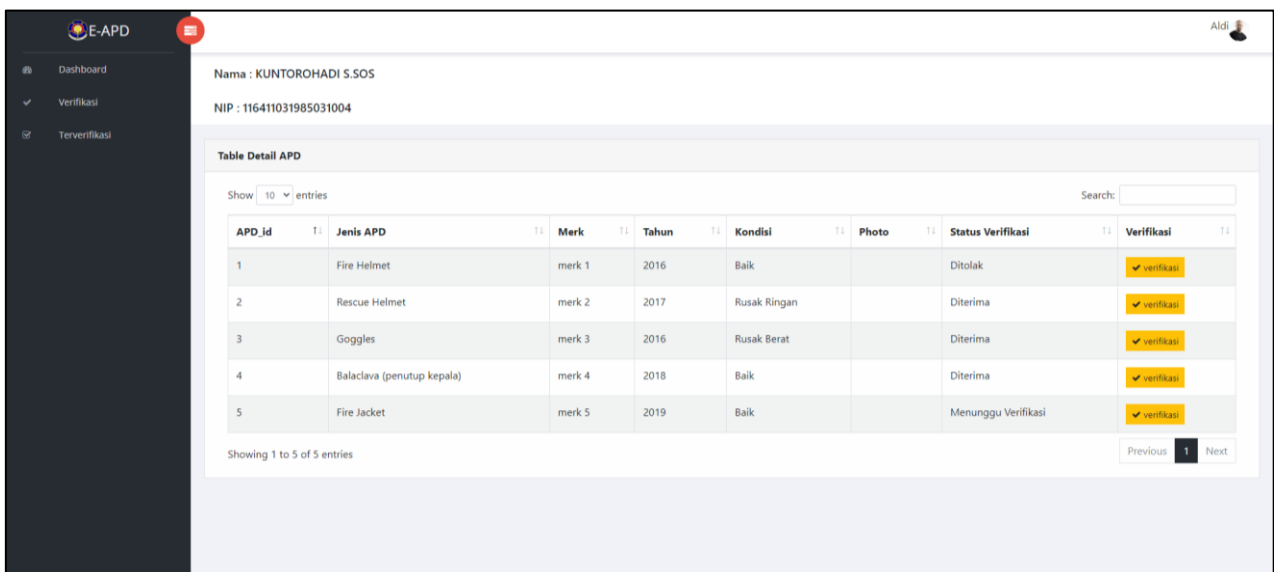 E-APD
Aldi
Dashboard
Verifikasi
Terverifikasi
Nama : KUNTOROHADI S.SOS
NIP : 116411031985031004
Table Detail APD
Show 10 entries Search:
APD_id Jenis APD Merk Tahun Kondisi Photo Status Verifikasi Verifikasi
1 Fire Helmet merk 1 2016 Baik Ditolak verifikasi
2 Rescue Helmet merk 2 2017 Rusak Ringan Diterima verifikasi
3 Goggles merk 3 2016 Rusak Berat Diterima verifikasi
4 Balaclava (penutup kepala) merk 4 2018 Baik Diterima verifikasi
5 Fire Jacket merk 5 2019 Baik Menunggu Verifikasi verifikasi
Showing 1 to 5 of 5 entries Previous 1 Next